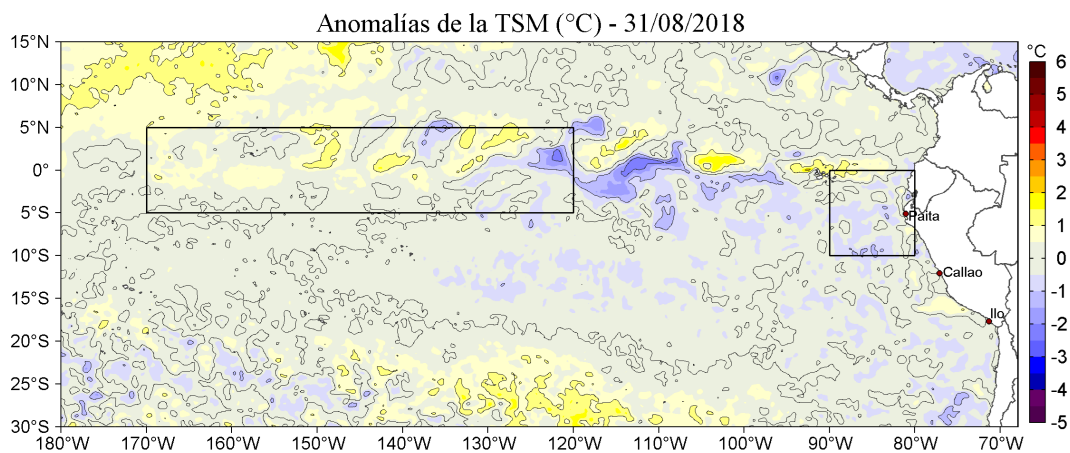 Anomalías de la TSM (°C) - 31/08/2018
°C
15°N
10°N
5°N
0°
5°S
10°S
15°S
20°S
25°S
30°S
180°W
170°W
160°W
150°W
140°W
130°W
120°W
110°W
100°W
90°W
80°W
70°W
Paita
Callao
Ilo
6
5
4
3
2
1
0
-1
-2
-3
-4
-5